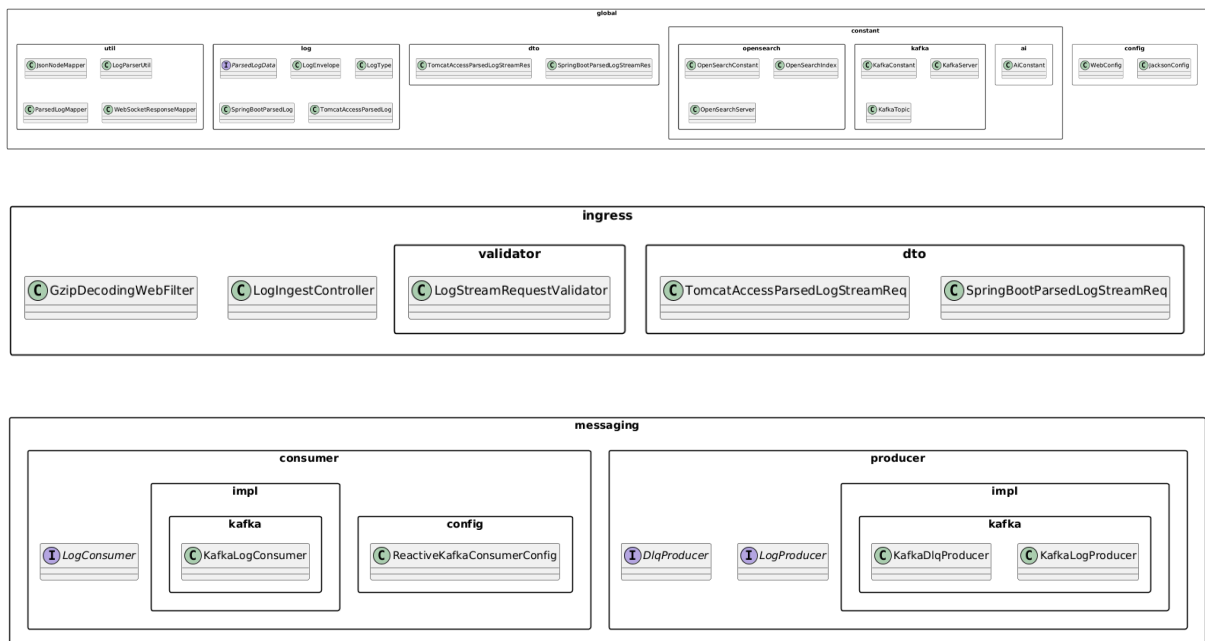 global
constant
util
log
dto
opensearch
kafka
ai
config
C JsonNodeMapper
C LogParserUtil
I ParsedLogData
C LogEnvelope
C LogType
C TomcatAccessParsedLogStreamRes
C SpringBootParsedLogStreamRes
C OpenSearchConstant
C OpenSearchIndex
C KafkaConstant
C KafkaServer
C AiConstant
C WebConfig
C JacksonConfig
C ParsedLogMapper
C WebSocketResponseMapper
C SpringBootParsedLog
C TomcatAccessParsedLog
C OpenSearchServer
C KafkaTopic
ingress
validator
dto
C GzipDecodingWebFilter
C LogIngestController
C LogStreamRequestValidator
C TomcatAccessParsedLogStreamReq
C SpringBootParsedLogStreamReq
messaging
consumer
producer
impl
impl
kafka
config
kafka
I LogConsumer
C KafkaLogConsumer
C ReactiveKafkaConsumerConfig
I DlqProducer
I LogProducer
C KafkaDlqProducer
C KafkaLogProducer